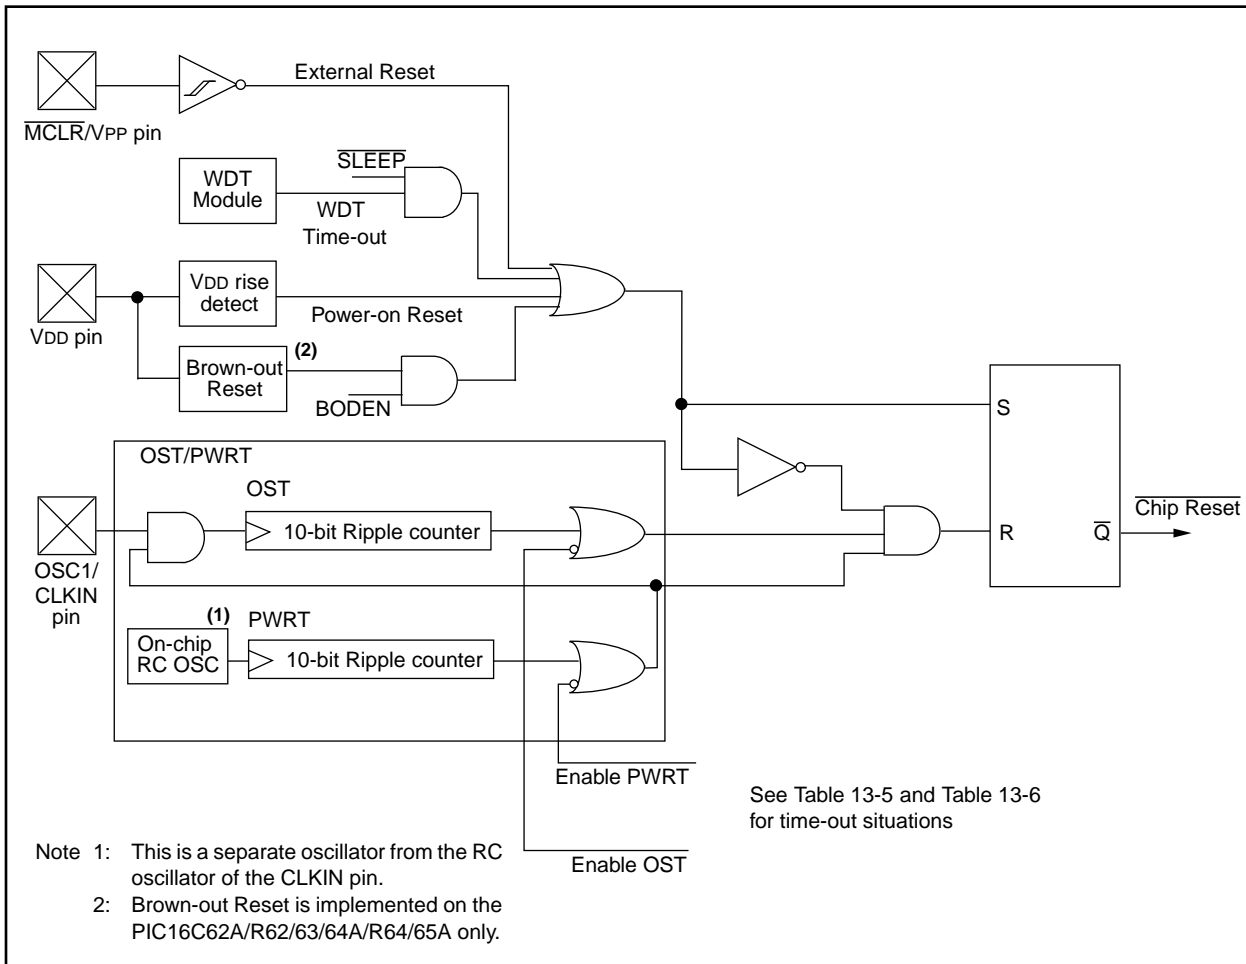 External Reset
MCLR/VPP pin
SLEEP
WDT
Module
WDT
Time-out
VDD rise
detect
VDD pin
Power-on Reset
(2)
Brown-out
Reset
BODEN
OST/PWRT
S
OST
10-bit Ripple counter
Chip Reset
R
Q
OSC1/
CLKIN
pin
(1)
PWRT
On-chip
RC OSC
10-bit Ripple counter
Enable PWRT
See Table 13-5 and Table 13-6
for time-out situations
Enable OST
Note 1: This is a separate oscillator from the RC
oscillator of the CLKIN pin.
2: Brown-out Reset is implemented on the
PIC16C62A/R62/63/64A/R64/65A only.